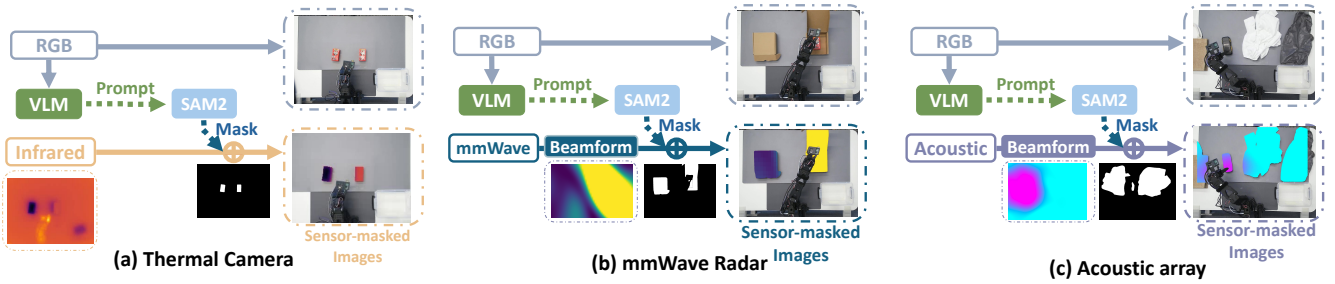 RGB
VLM
Prompt
SAM2
Mask
Infrared
Sensor-masked
Images
(a) Thermal Camera
RGB
VLM
Prompt
SAM2
Mask
mmWave
Beamform
Sensor-masked
Images
(b) mmWave Radar
RGB
VLM
Prompt
SAM2
Mask
Acoustic
Beamform
Sensor-masked
Images
(c) Acoustic array